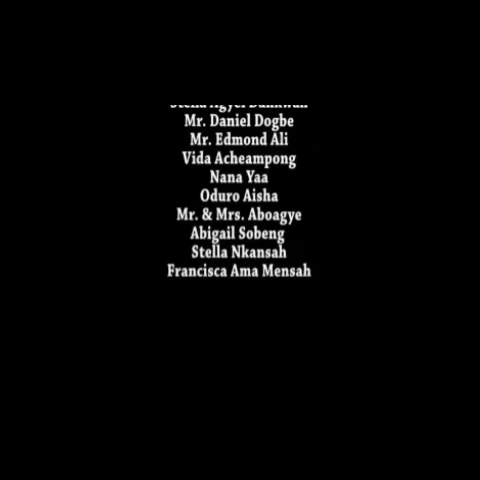 Mr. Daniel Dogbe
Mr. Edmond Ali
Vida Acheampong
Nana Yaa
Oduro Aisha
Mr. & Mrs. Aboagye
Abigail Sobeng
Stella Nkansah
Francisca Ama Mensah